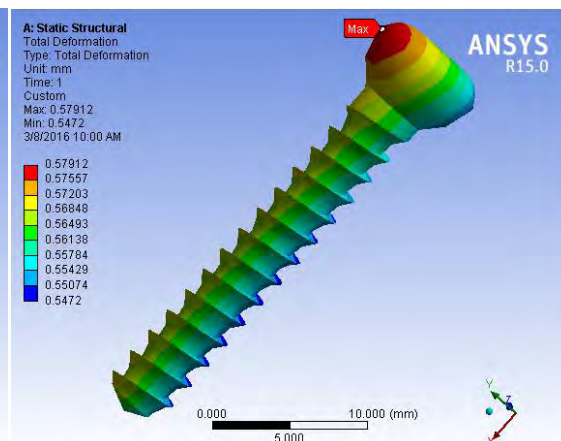 A: Static Structural
Total Deformation
Type: Total Deformation
Unit: mm
Time: 1
Custom
Max: 0.57912
Min: 0.5472
3/8/2016 10:00 AM
0.57912
0.57557
0.57203
0.56848
0.56493
0.56138
0.55784
0.55429
0.55074
0.5472
Max
ANSYS
R15.0
0.000
10.000 (mm)
5.000
Y
Z